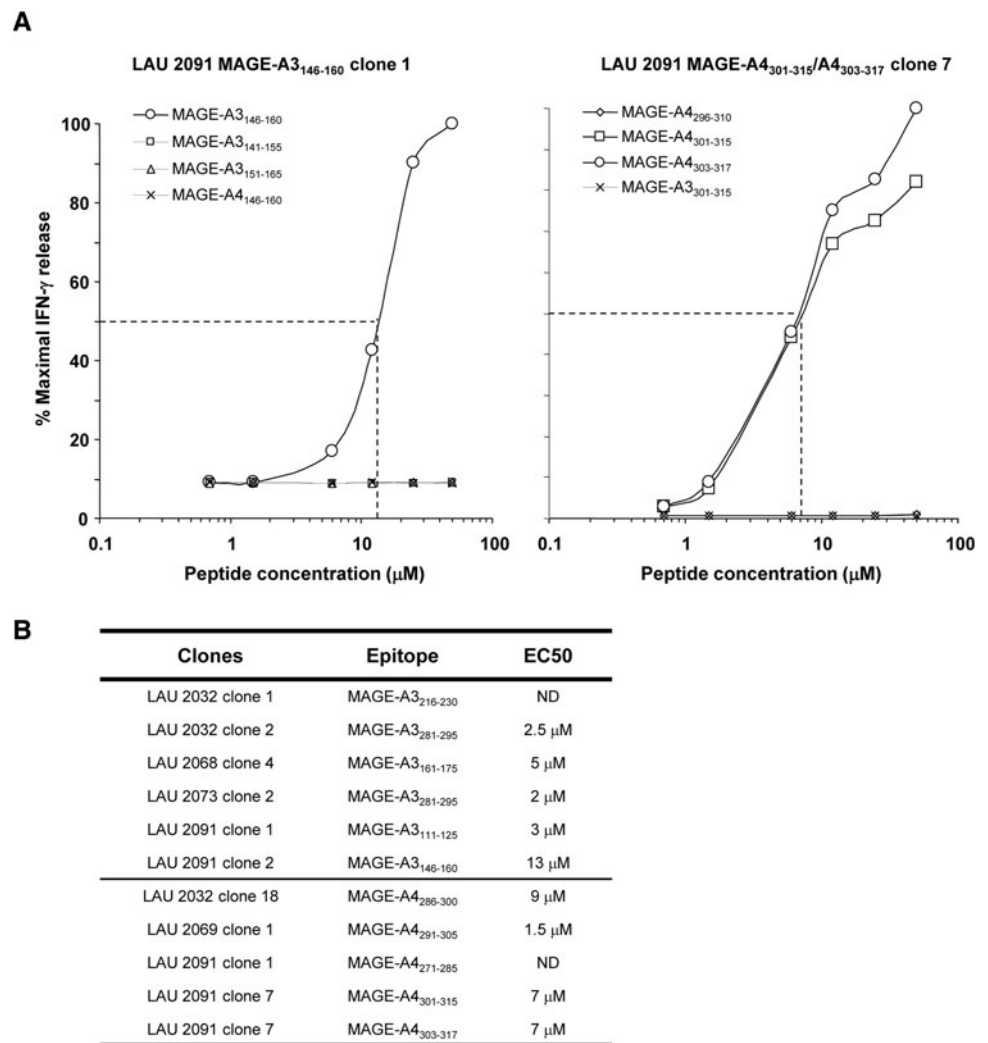 A
LAU 2091 MAGE-A3146-160 clone 1
MAGE-A3146-160
MAGE-A3141-155
MAGE-A3151-165
MAGE-A4146-160
% Maximal IFN-γ release
100
80
60
40
20
0
0.1 1 10 100
Peptide concentration (μM)
LAU 2091 MAGE-A4301-315/A4303-317 clone 7
MAGE-A4296-310
MAGE-A4301-315
MAGE-A4303-317
MAGE-A3301-315
0.1 1 10 100
Peptide concentration (μM)
B
Clones Epitope EC50
LAU 2032 clone 1 MAGE-A3216-230 ND
LAU 2032 clone 2 MAGE-A3281-295 2.5 μM
LAU 2068 clone 4 MAGE-A3161-175 5 μM
LAU 2073 clone 2 MAGE-A3281-295 2 μM
LAU 2091 clone 1 MAGE-A3111-125 3 μM
LAU 2091 clone 2 MAGE-A3146-160 13 μM
LAU 2032 clone 18 MAGE-A4286-300 9 μM
LAU 2069 clone 1 MAGE-A4291-305 1.5 μM
LAU 2091 clone 1 MAGE-A4271-285 ND
LAU 2091 clone 7 MAGE-A4301-315 7 μM
LAU 2091 clone 7 MAGE-A4303-317 7 μM